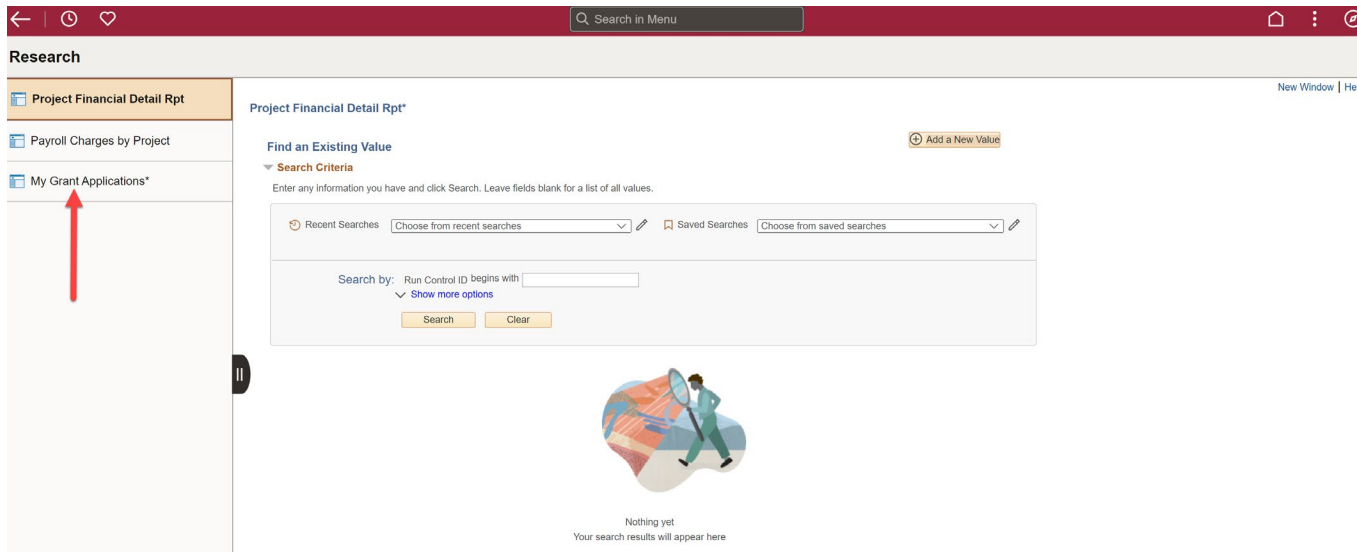 Search in Menu
Research
New Window | He
Project Financial Detail Rpt
Payroll Charges by Project
My Grant Applications*
Project Financial Detail Rpt*
Find an Existing Value
Add a New Value
Search Criteria
Enter any information you have and click Search. Leave fields blank for a list of all values.
Recent Searches Choose from recent searches Saved Searches Choose from saved searches
Search by: Run Control ID begins with
Show more options
Search Clear
Nothing yet
Your search results will appear here